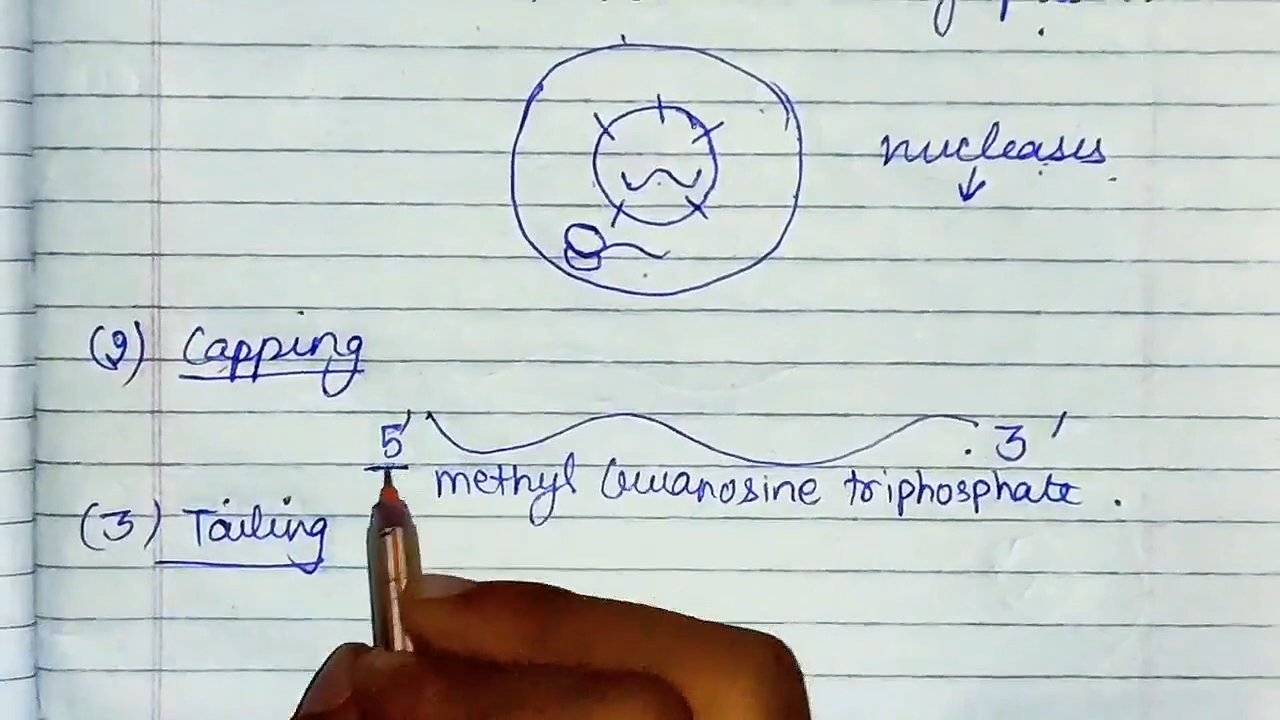 nucleases
(2) Capping
5' 3'
methyl Guanosine triphosphate.
(3) Tailing